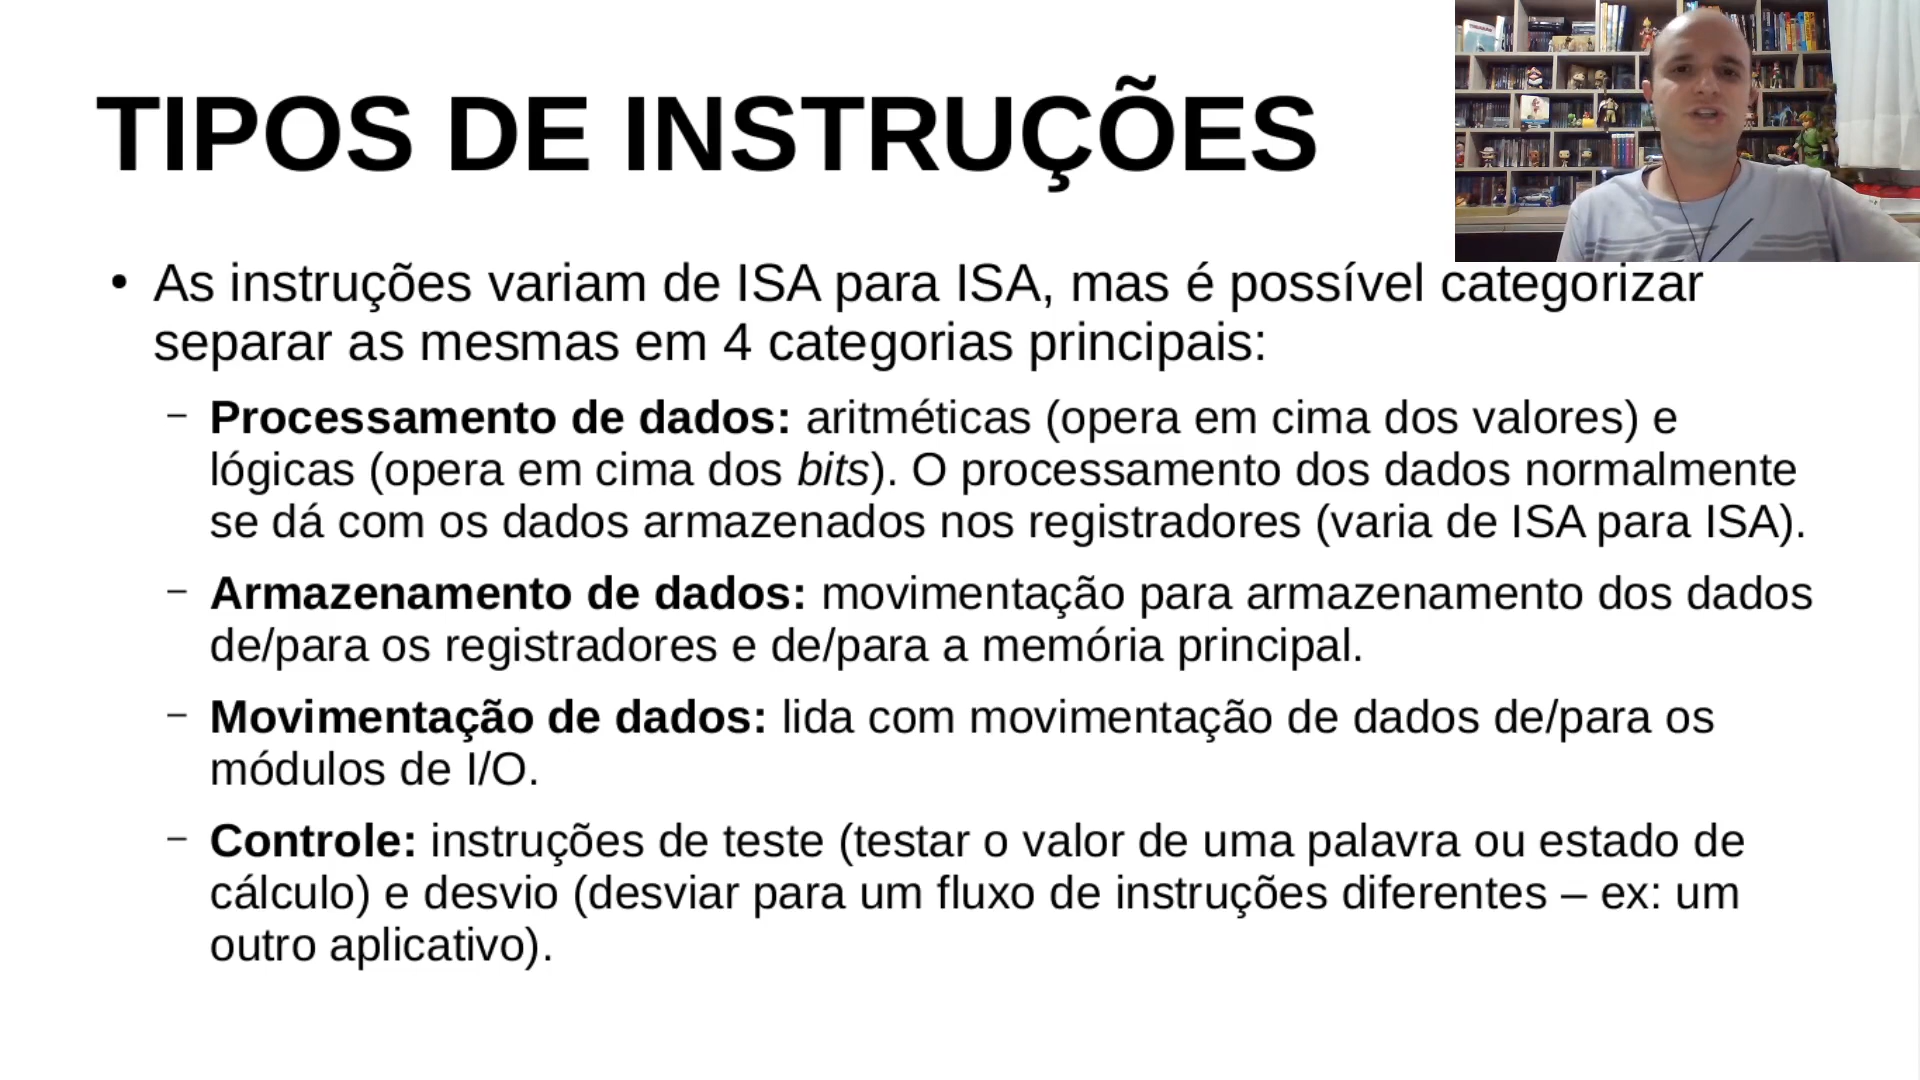 TIPOS DE INSTRUÇÕES
• As instruções variam de ISA para ISA, mas é possível categorizar
separar as mesmas em 4 categorias principais:
– Processamento de dados: aritméticas (opera em cima dos valores) e
lógicas (opera em cima dos bits). O processamento dos dados normalmente
se dá com os dados armazenados nos registradores (varia de ISA para ISA).
– Armazenamento de dados: movimentação para armazenamento dos dados
de/para os registradores e de/para a memória principal.
– Movimentação de dados: lida com movimentação de dados de/para os
módulos de I/O.
– Controle: instruções de teste (testar o valor de uma palavra ou estado de
cálculo) e desvio (desviar para um fluxo de instruções diferentes – ex: um
outro aplicativo).